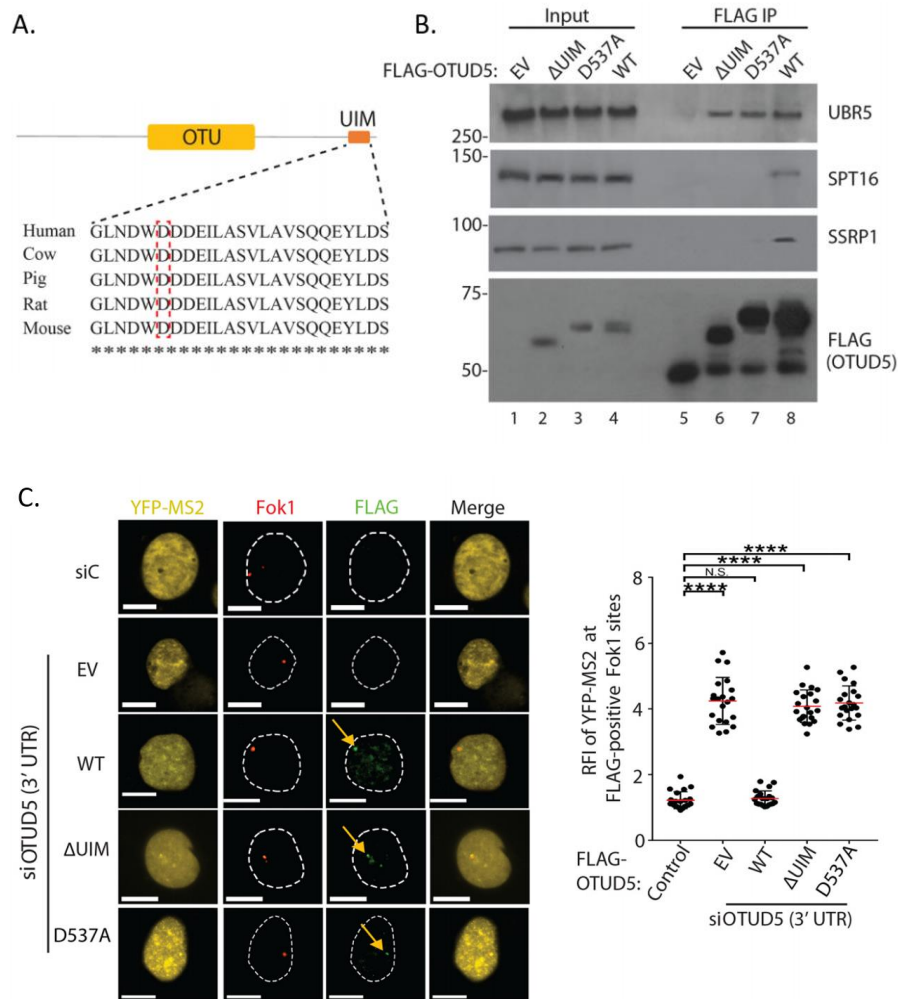 A.
OTU
UIM
Human GLNDWDDDEILASVLAVSQQEYLDS
Cow GLNDWDDDEILASVLAVSQQEYLDS
Pig GLNDWDDDEILASVLAVSQQEYLDS
Rat GLNDWDDDEILASVLAVSQQEYLDS
Mouse GLNDWDDDEILASVLAVSQQEYLDS
*************************
B.
Input FLAG IP
FLAG-OTUD5: EV ΔUIM D537A WT EV ΔUIM D537A WT
UBR5
250-
150-
SPT16
100-
SSRP1
75-
FLAG
(OTUD5)
50-
1 2 3 4 5 6 7 8
C.
YFP-MS2 Fok1 FLAG Merge
siC
EV
WT
ΔUIM
D537A
siOTUD5 (3' UTR)
****
****
N.S.
****
RFI of YFP-MS2 at
FLAG-positive Fok1 sites
8
6
4
2
0
FLAG-
OTUD5:
Control EV WT ΔUIM D537A
siOTUD5 (3' UTR)